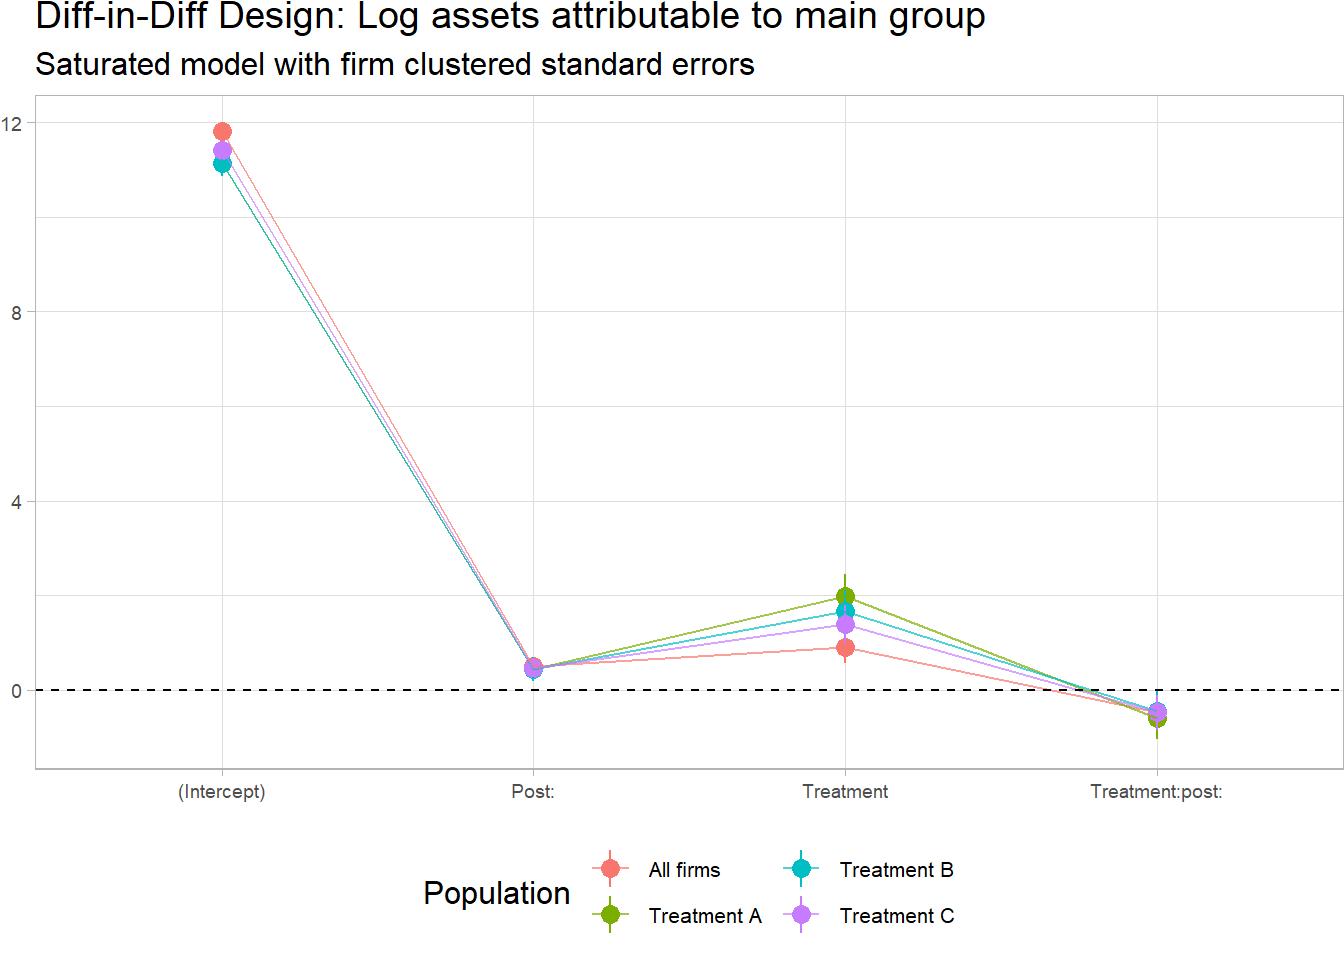 Diff-in-Diff Design: Log assets attributable to main group
Saturated model with firm clustered standard errors
12
8
4
0
(Intercept) Post: Treatment Treatment:post:
Population
All firms Treatment B
Treatment A Treatment C